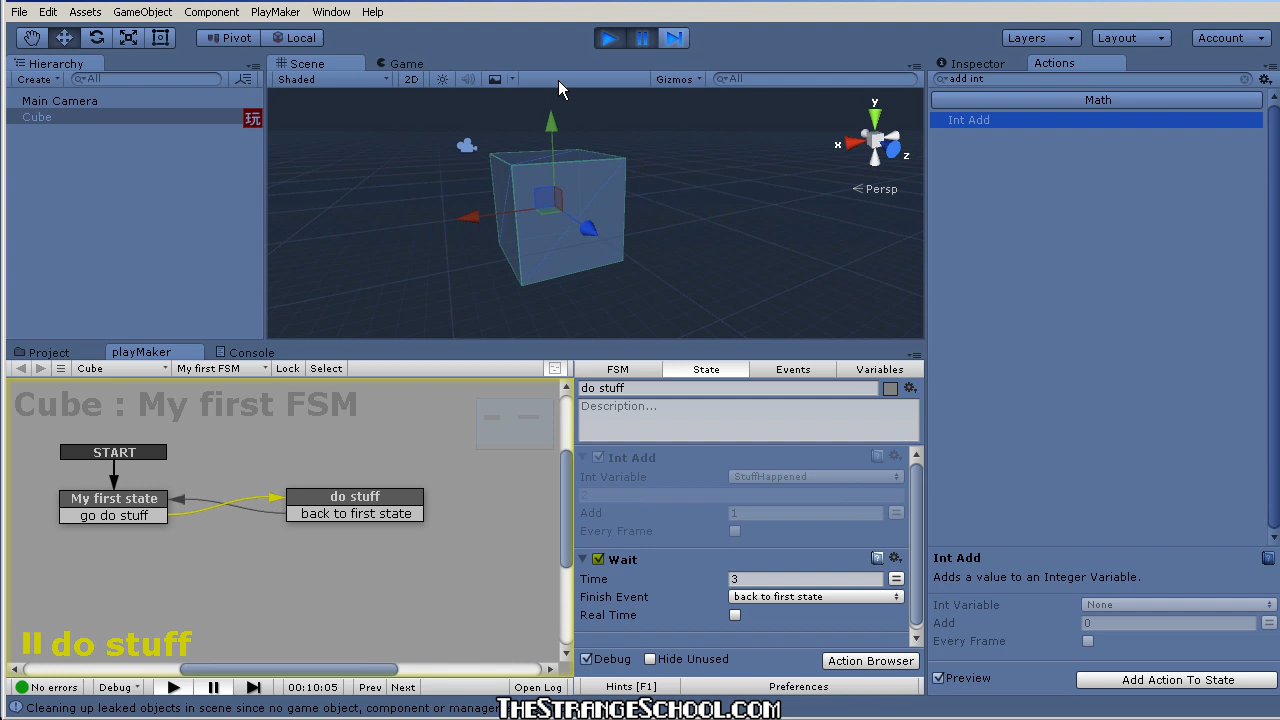 File Edit Assets GameObject Component PlayMaker Window Help
Pivot Local Layers Layout Account
Hierarchy Scene Game Inspector Actions
Create All Shaded 2D Gizmos All add int
Main Camera
Cube 玩
Math
Int Add
y
x
z
Persp
Project playMaker Console
Cube My first FSM Lock Select
FSM State Events Variables
Cube : My first FSM
do stuff
Description...
START
My first state
go do stuff
do stuff
back to first state
Int Add
Int Variable StuffHappened
2
Add 1
Every Frame
Wait
Time 3
Finish Event back to first state
Real Time
do stuff
Debug Hide Unused Action Browser
Int Add
Adds a value to an Integer Variable.
Int Variable None
Add 0
Every Frame
Preview Add Action To State
No errors Debug 00:10:05 Prev Next Open Log Hints [F1] Preferences
Cleaning up leaked objects in scene since no game object, component or manager
TheStrangeSchool.com